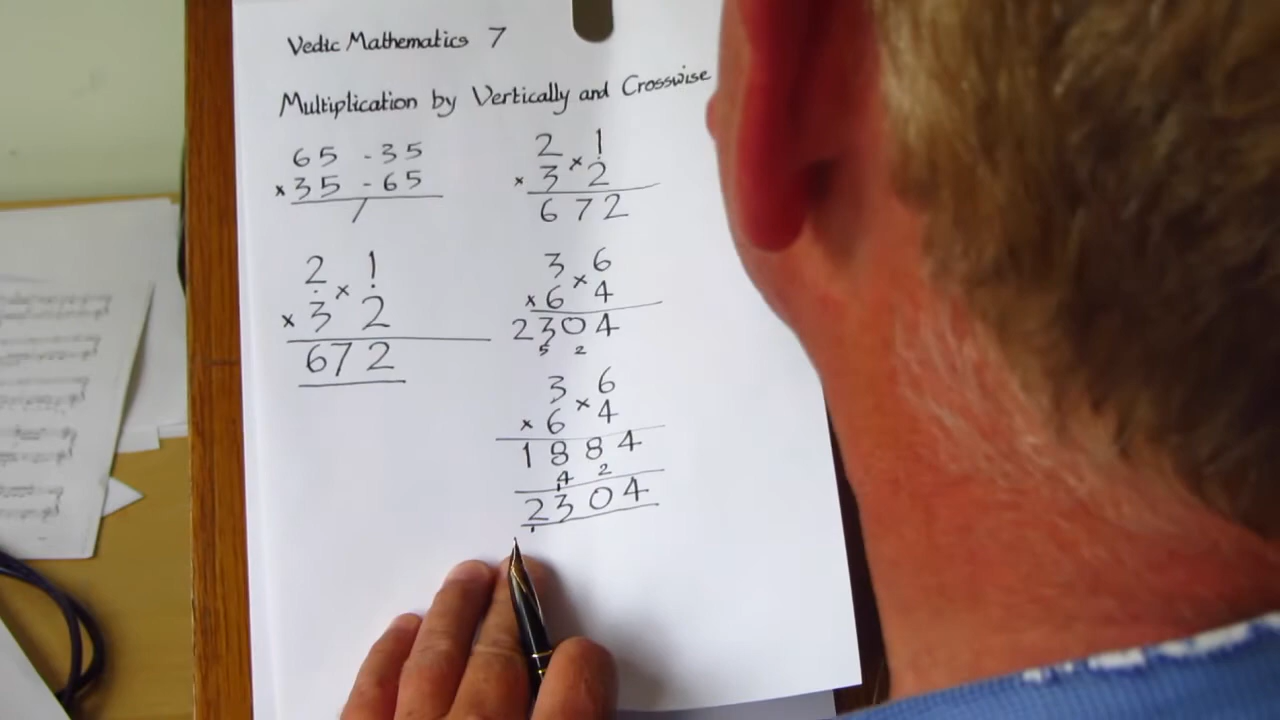 Vedic Mathematics 7
Multiplication by Vertically and Crosswise
65 -35
×35 -65
/
2 × 1
× 3 2
672
2 × 1
× 3 2
672
3 × 6
× 6 4
2304
5 2
3 × 6
× 6 4
1884
4 2
2304
1